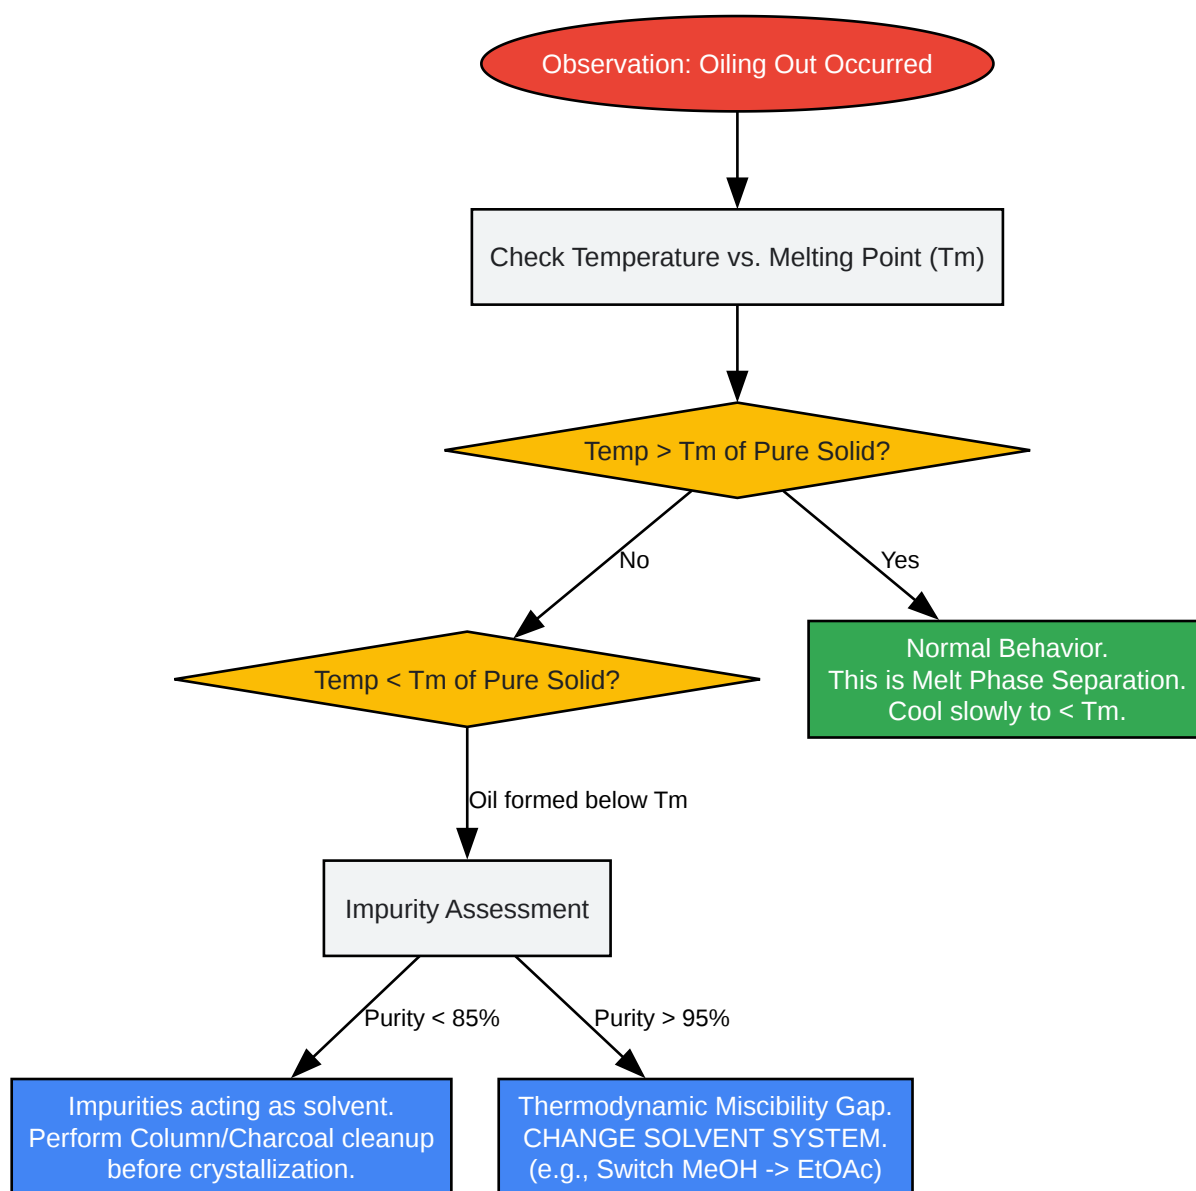 Observation: Oiling Out Occurred
Check Temperature vs. Melting Point (Tm)
Temp > Tm of Pure Solid?
No
Yes
Normal Behavior.
This is Melt Phase Separation.
Cool slowly to < Tm.
Temp < Tm of Pure Solid?
Oil formed below Tm
Impurity Assessment
Purity < 85%
Purity > 95%
Impurities acting as solvent.
Perform Column/Charcoal cleanup
before crystallization.
Thermodynamic Miscibility Gap.
CHANGE SOLVENT SYSTEM.
(e.g., Switch MeOH -> EtOAc)